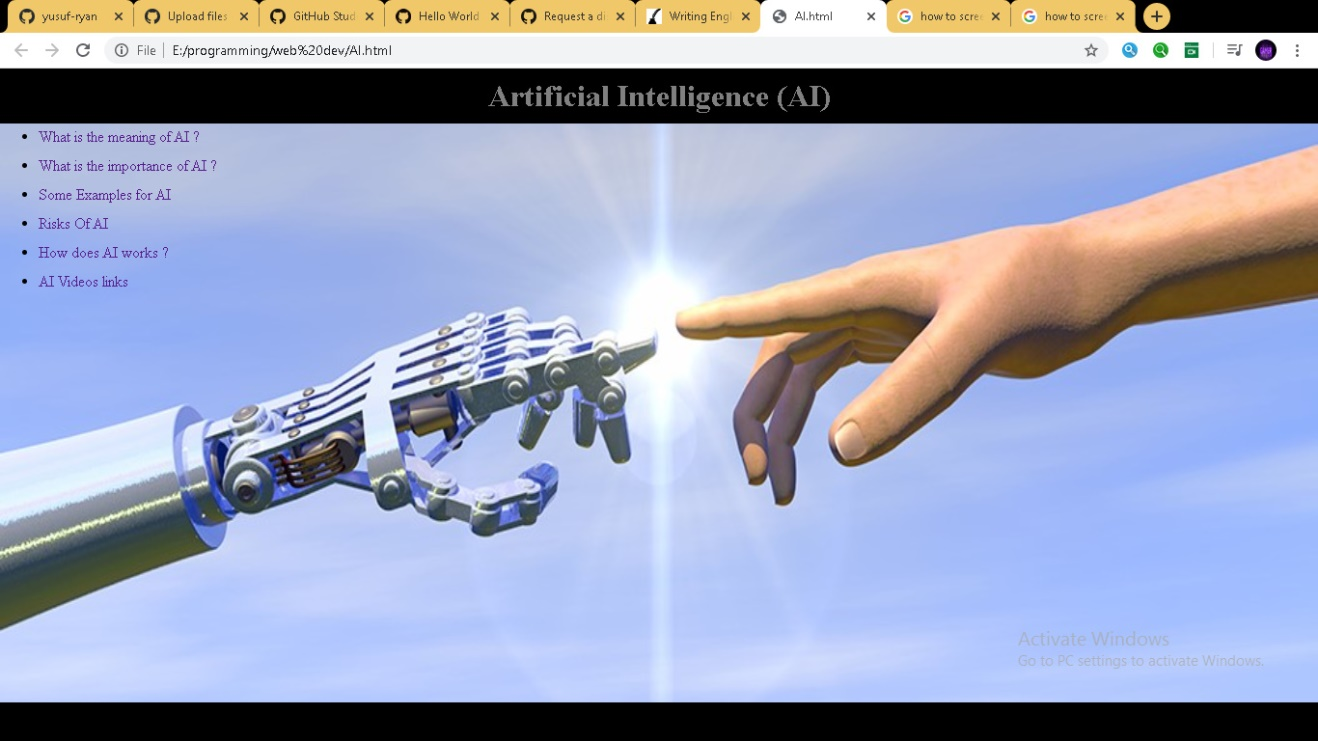 yusuf-ryan
Upload files
GitHub Stud
Hello World
Request a di
Writing Engl
AI.html
how to scre
how to scre
File
E:/programming/web%20dev/AI.html
Artificial Intelligence (AI)
What is the meaning of AI ?
What is the importance of AI ?
Some Examples for AI
Risks Of AI
How does AI works ?
AI Videos links
Activate Windows
Go to PC settings to activate Windows.